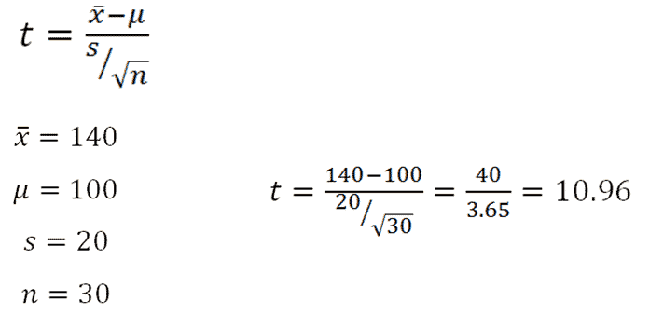 t = x̄−μ / s/√n
x̄ = 140
μ = 100
s = 20
n = 30
t = 140−100 / 20/√30 = 40 / 3.65 = 10.96